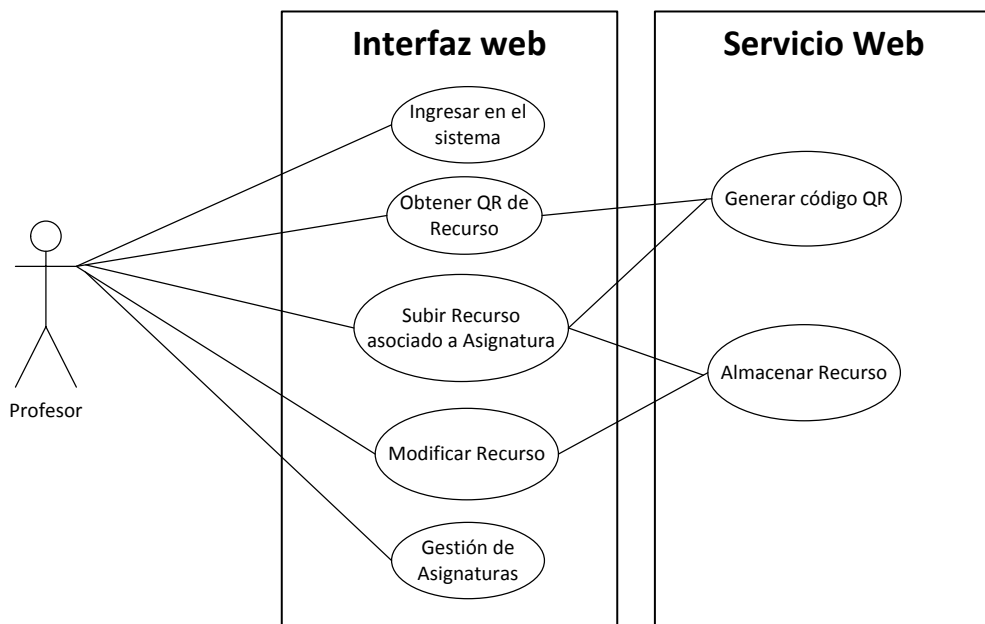 Interfaz web
Servicio Web
Ingresar en el
sistema
Obtener QR de
Recurso
Generar código QR
Subir Recurso
asociado a Asignatura
Almacenar Recurso
Profesor
Modificar Recurso
Gestión de
Asignaturas